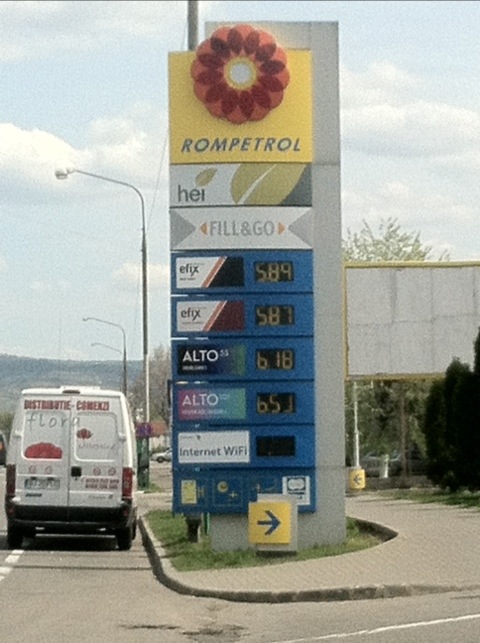 ROMPETROL
hei
FILL&GO
efix
5.89
efix
5.87
ALTO
6.18
ALTO
6.51
Internet WiFi
DISTRIBUTIE - COMENZI
flora